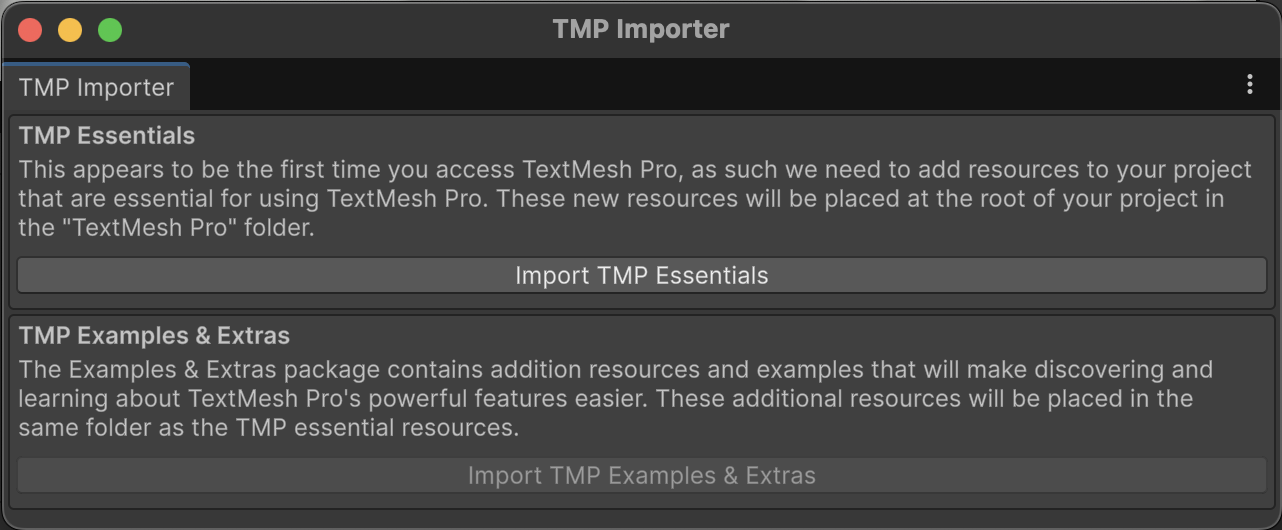 TMP Importer
TMP Importer
TMP Essentials
This appears to be the first time you access TextMesh Pro, as such we need to add resources to your project
that are essential for using TextMesh Pro. These new resources will be placed at the root of your project in
the "TextMesh Pro" folder.
Import TMP Essentials
TMP Examples & Extras
The Examples & Extras package contains addition resources and examples that will make discovering and
learning about TextMesh Pro's powerful features easier. These additional resources will be placed in the
same folder as the TMP essential resources.
Import TMP Examples & Extras